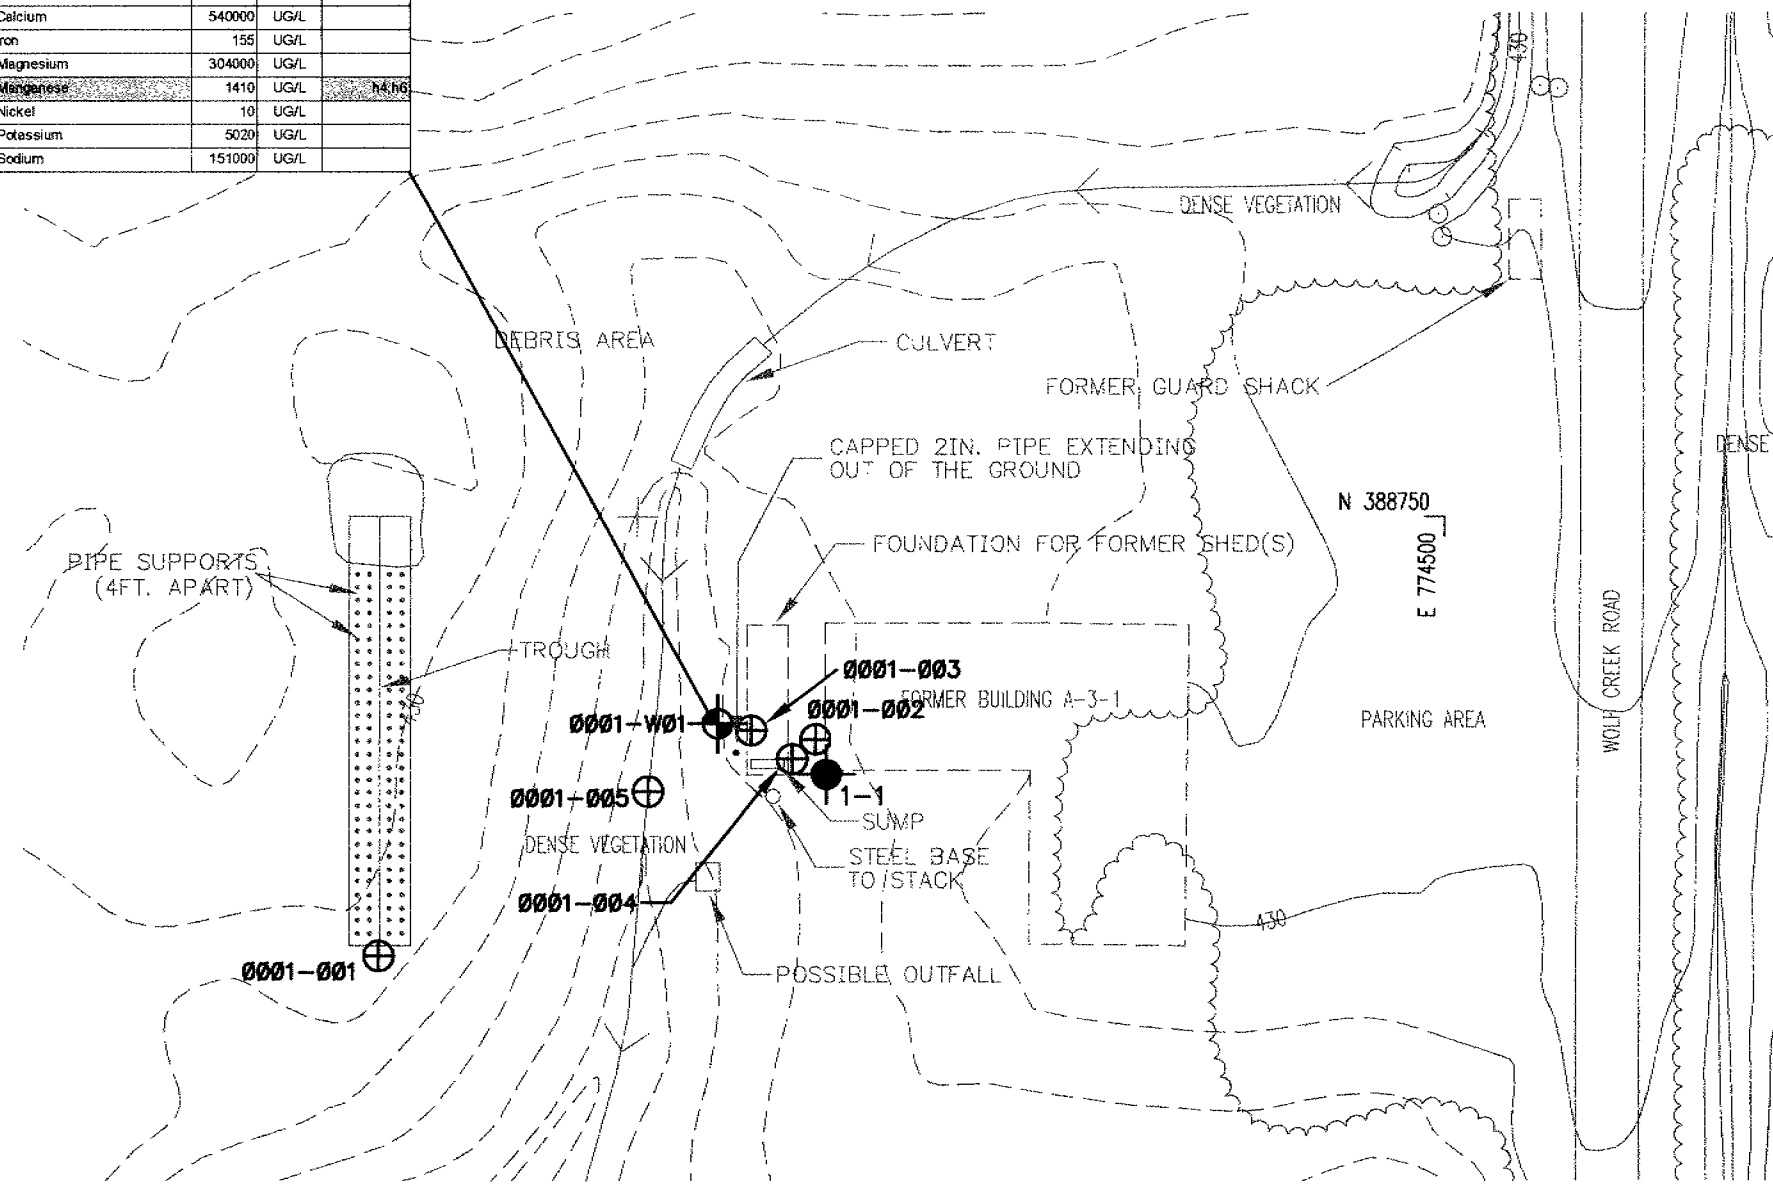 Calcium 540000 UG/L
Iron 155 UG/L
Magnesium 304000 UG/L
Manganese 1410 UG/L h4,h6
Nickel 10 UG/L
Potassium 5020 UG/L
Sodium 151000 UG/L
430
DENSE VEGETATION
DEBRIS AREA
CULVERT
FORMER GUARD SHACK
DENSE
CAPPED 2IN. PIPE EXTENDING
OUT OF THE GROUND
N 388750
E 774500
FOUNDATION FOR FORMER SHED(S)
PIPE SUPPORTS
(4FT. APART)
TROUGH
430
0001-003
FORMER BUILDING A-3-1
0001-002
0001-W01
PARKING AREA
WOLF CREEK ROAD
0001-005
1-1
SUMP
DENSE VEGETATION
STEEL BASE
TO STACK
0001-004
430
0001-001
POSSIBLE OUTFALL